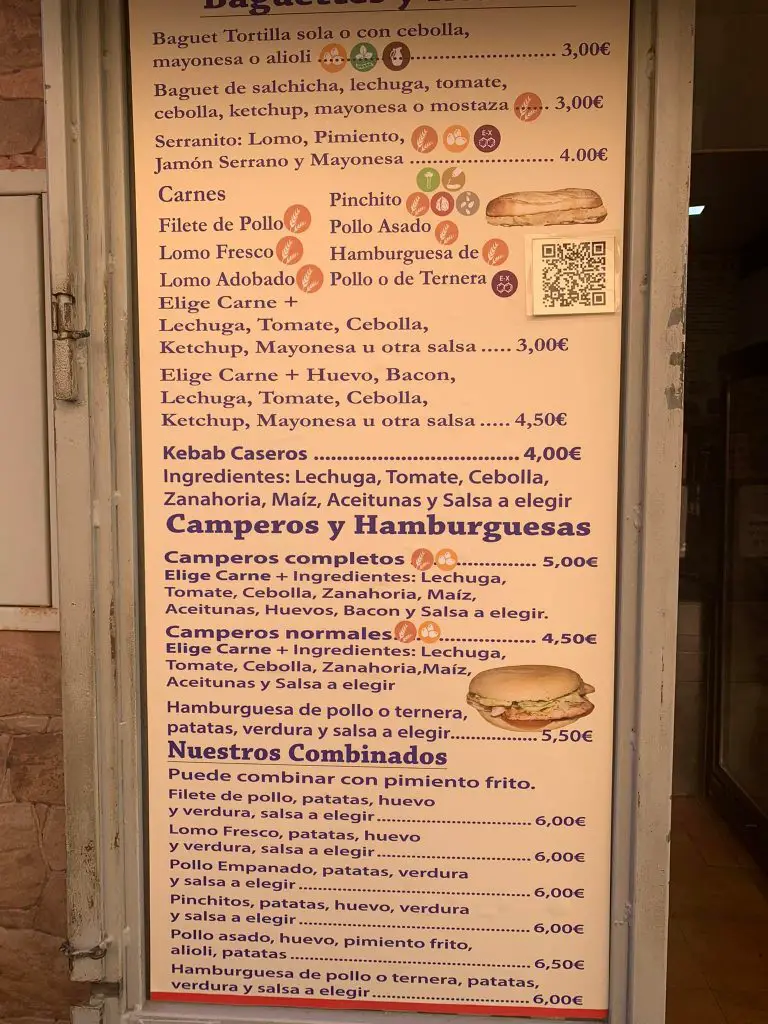 Baguettes y
Baguet Tortilla sola o con cebolla,
mayonesa o alioli ........................ 3,00€
Baguet de salchicha, lechuga, tomate,
cebolla, ketchup, mayonesa o mostaza ...... 3,00€
Serranito: Lomo, Pimiento, E-X
Jamón Serrano y Mayonesa ........................ 4.00€
Carnes
Filete de Pollo
Lomo Fresco
Lomo Adobado
Pinchito
Pollo Asado
Hamburguesa de
Pollo o de Ternera E-X
Elige Carne +
Lechuga, Tomate, Cebolla,
Ketchup, Mayonesa u otra salsa ..... 3,00€
Elige Carne + Huevo, Bacon,
Lechuga, Tomate, Cebolla,
Ketchup, Mayonesa u otra salsa ..... 4,50€
Kebab Caseros ........................ 4,00€
Ingredientes: Lechuga, Tomate, Cebolla,
Zanahoria, Maíz, Aceitunas y Salsa a elegir
Camperos y Hamburguesas
Camperos completos ............... 5,00€
Elige Carne + Ingredientes: Lechuga,
Tomate, Cebolla, Zanahoria, Maíz,
Aceitunas, Huevos, Bacon y Salsa a elegir.
Camperos normales ............... 4,50€
Elige Carne + Ingredientes: Lechuga,
Tomate, Cebolla, Zanahoria,Maíz,
Aceitunas y Salsa a elegir
Hamburguesa de pollo o ternera,
patatas, verdura y salsa a elegir................ 5,50€
Nuestros Combinados
Puede combinar con pimiento frito.
Filete de pollo, patatas, huevo
y verdura, salsa a elegir........................ 6,00€
Lomo Fresco, patatas, huevo
y verdura, salsa a elegir........................ 6,00€
Pollo Empanado, patatas, verdura
y salsa a elegir........................ 6,00€
Pinchitos, patatas, huevo, verdura
y salsa a elegir........................ 6,00€
Pollo asado, huevo, pimiento frito,
alioli, patatas........................ 6,50€
Hamburguesa de pollo o ternera, patatas,
verdura y salsa a elegir........................ 6,00€